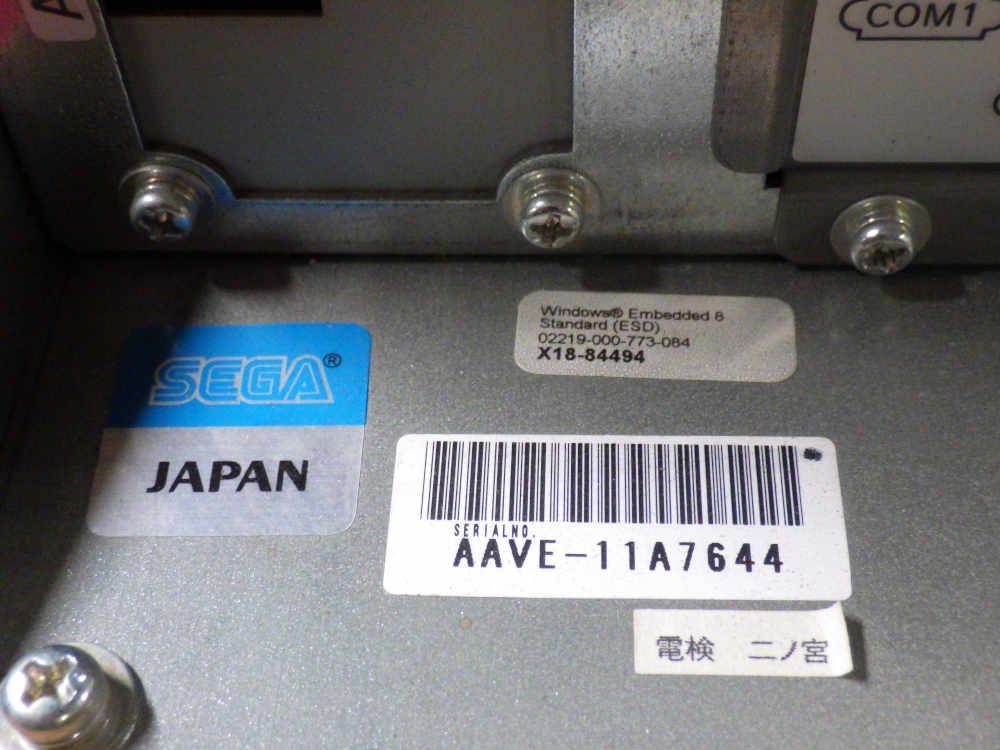 A
COM1
Windows® Embedded 8
Standard (ESD)
02219-000-773-084
X18-84494
SEGA®
JAPAN
SERIALNO.
AAVE-11A7644
電検 二ノ宮